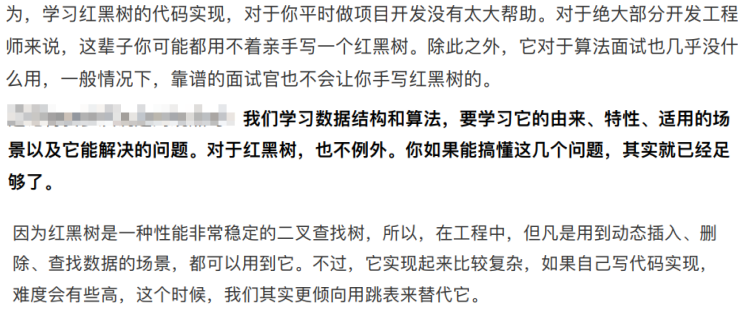 为，学习红黑树的代码实现，对于你平时做项目开发没有太大帮助。对于绝大部分开发工程
师来说，这辈子你可能都用不着亲手写一个红黑树。除此之外，它对于算法面试也几乎没什
么用，一般情况下，靠谱的面试官也不会让你手写红黑树的。
我们学习数据结构和算法，要学习它的由来、特性、适用的场
景以及它能解决的问题。对于红黑树，也不例外。你如果能搞懂这几个问题，其实就已经足
够了。
因为红黑树是一种性能非常稳定的二叉查找树，所以，在工程中，但凡是用到动态插入、删
除、查找数据的场景，都可以用到它。不过，它实现起来比较复杂，如果自己写代码实现，
难度会有些高，这个时候，我们其实更倾向用跳表来替代它。